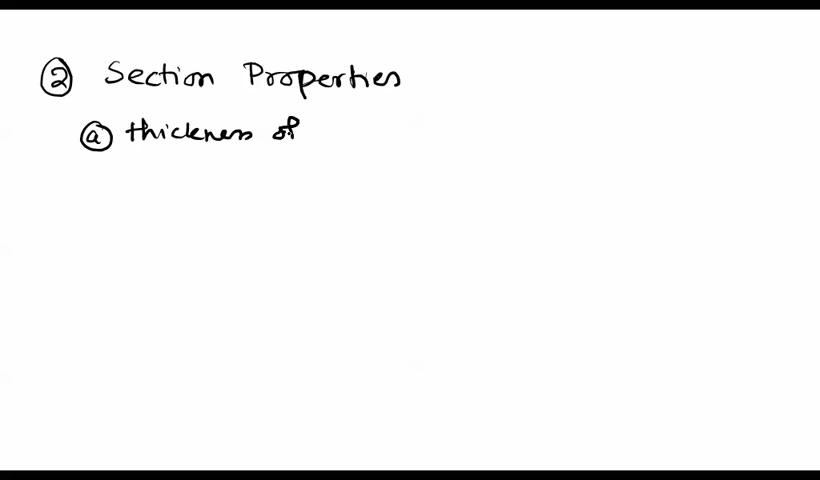 ② Section Properties
ⓐ thickness of